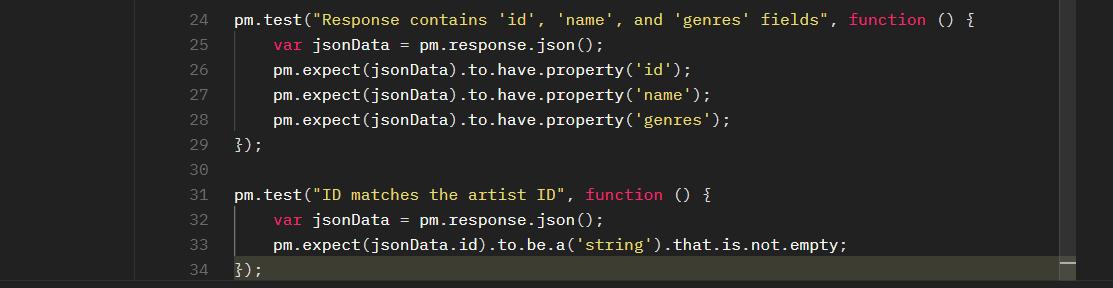 24 pm.test("Response contains 'id', 'name', and 'genres' fields", function () {
25     var jsonData = pm.response.json();
26     pm.expect(jsonData).to.have.property('id');
27     pm.expect(jsonData).to.have.property('name');
28     pm.expect(jsonData).to.have.property('genres');
29 });
30
31 pm.test("ID matches the artist ID", function () {
32     var jsonData = pm.response.json();
33     pm.expect(jsonData.id).to.be.a('string').that.is.not.empty;
34 });